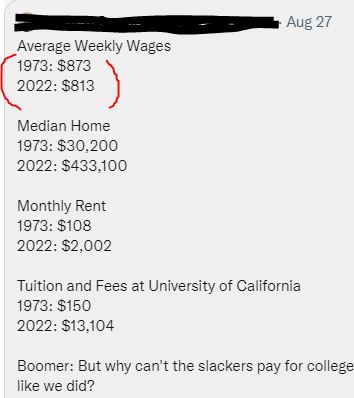 Aug 27
Average Weekly Wages
1973: $873
2022: $813
Median Home
1973: $30,200
2022: $433,100
Monthly Rent
1973: $108
2022: $2,002
Tuition and Fees at University of California
1973: $150
2022: $13,104
Boomer: But why can't the slackers pay for college
like we did?